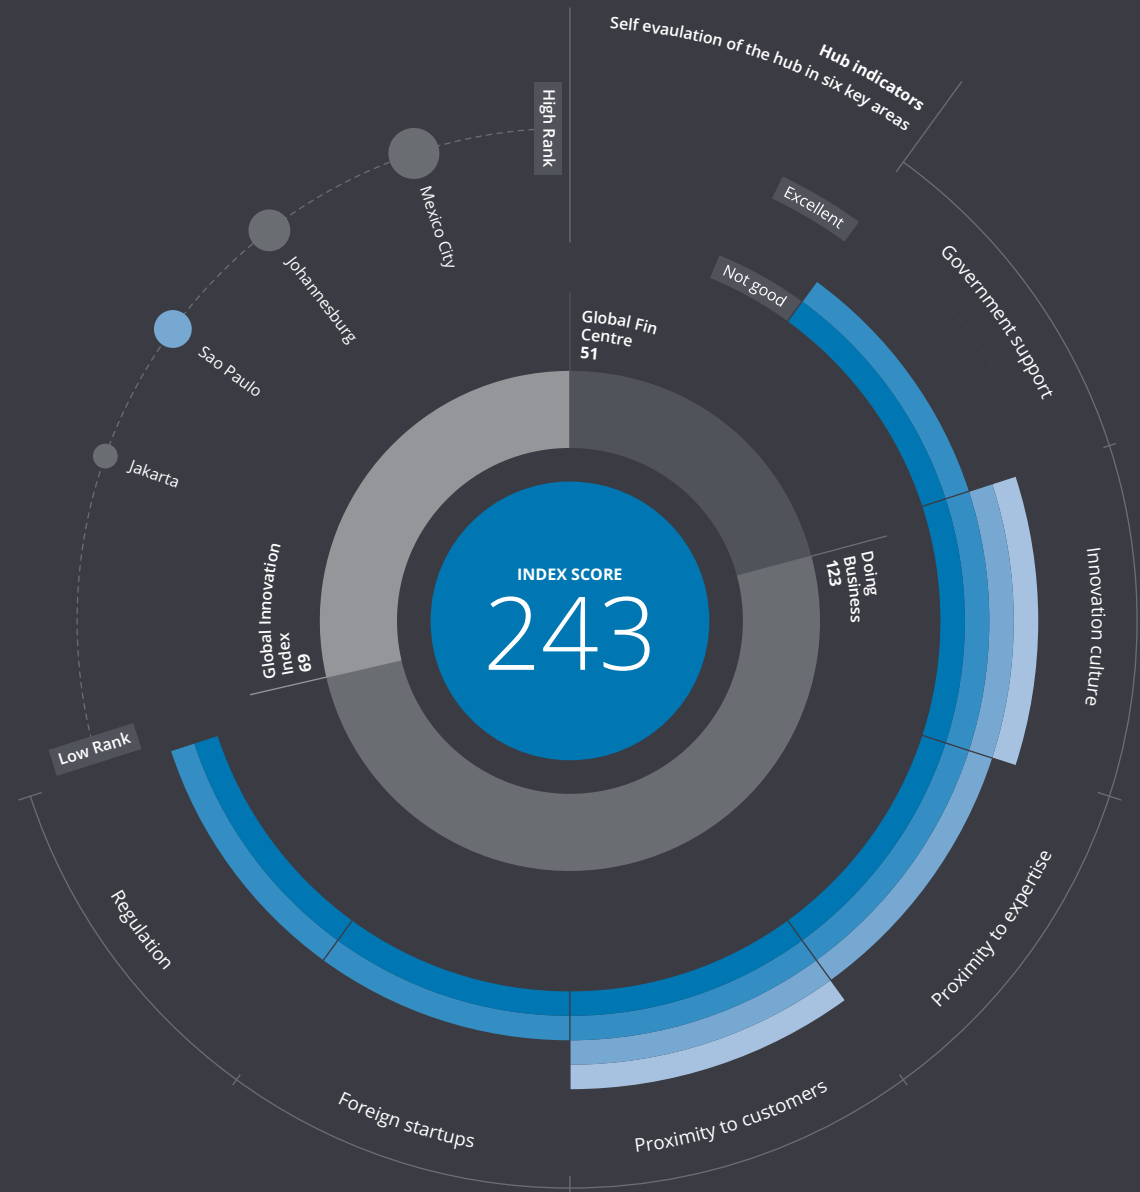 Self evaulation of the hub in six key areas
Hub indicators
High Rank
Mexico City
Johannesburg
Sao Paulo
Jakarta
Low Rank
Excellent
Not good
Global Fin
Centre
51
Doing
Business
123
Global Innovation
Index
69
INDEX SCORE
243
Government support
Innovation culture
Proximity to expertise
Proximity to customers
Foreign startups
Regulation